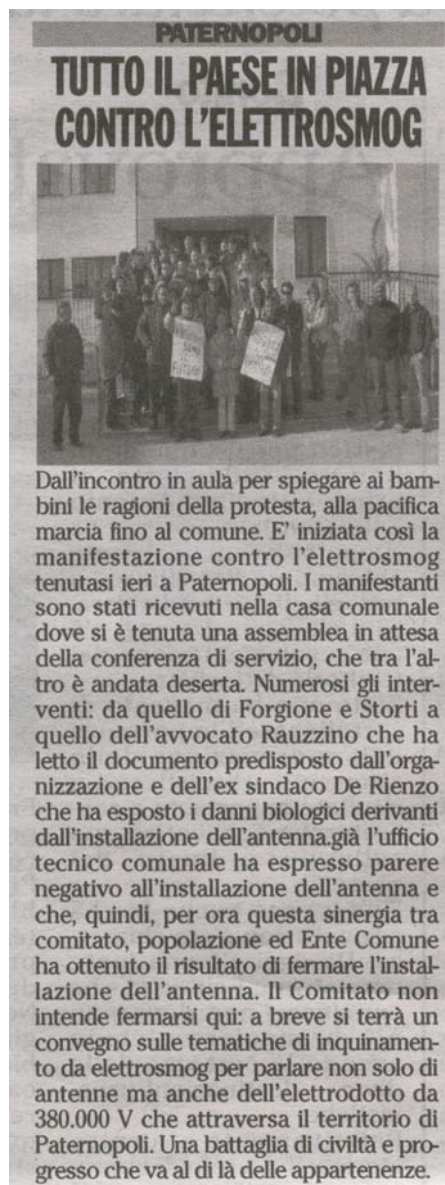 PATERNOPOLI
TUTTO IL PAESE IN PIAZZA
CONTRO L'ELETTROSMOG
Dall'incontro in aula per spiegare ai bam-
bini le ragioni della protesta, alla pacifica
marcia fino al comune. E' iniziata così la
manifestazione contro l'elettrosmog
tenutasi ieri a Paternopoli. I manifestanti
sono stati ricevuti nella casa comunale
dove si è tenuta una assemblea in attesa
della conferenza di servizio, che tra l'al-
tro è andata deserta. Numerosi gli inter-
venti: da quello di Forgione e Storti a
quello dell'avvocato Rauzzino che ha
letto il documento predisposto dall'orga-
nizzazione e dell'ex sindaco De Rienzo
che ha esposto i danni biologici derivanti
dall'installazione dell'antenna.già l'ufficio
tecnico comunale ha espresso parere
negativo all'installazione dell'antenna e
che, quindi, per ora questa sinergia tra
comitato, popolazione ed Ente Comune
ha ottenuto il risultato di fermare l'instal-
lazione dell'antenna. Il Comitato non
intende fermarsi qui: a breve si terrà un
convegno sulle tematiche di inquinamen-
to da elettrosmog per parlare non solo di
antenne ma anche dell'elettrodotto da
380.000 V che attraversa il territorio di
Paternopoli. Una battaglia di civiltà e pro-
gresso che va al di là delle appartenenze.